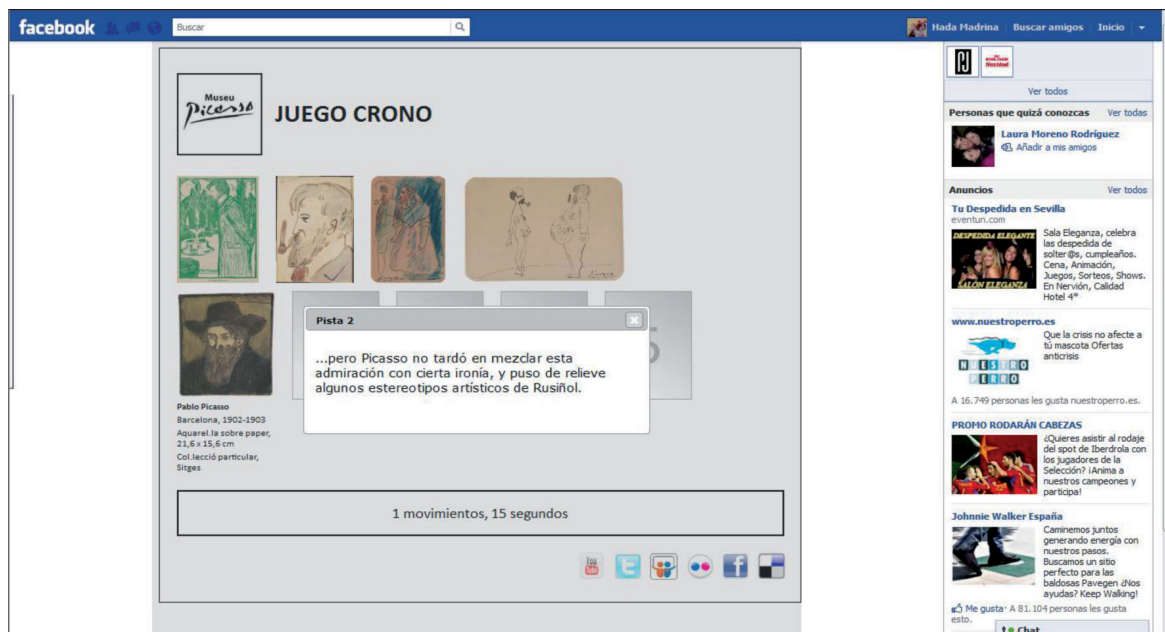 facebook
Buscar
Hada Madrina
Buscar amigos
Inicio
Museu
Picasso
JUEGO CRONO
Pista 2
...pero Picasso no tardó en mezclar esta
admiración con cierta ironía, y puso de relieve
algunos estereotipos artísticos de Rusiñol.
Pablo Picasso
Barcelona, 1902-1903
Aquarel.la sobre paper,
21,6 x 15,6 cm
Col.lecció particular,
Sitges
1 movimientos, 15 segundos
You
Tube
Navidad
Ver todos
Personas que quizá conozcas
Ver todas
Laura Moreno Rodríguez
Añadir a mis amigos
Anuncios
Ver todos
Tu Despedida en Sevilla
eventun.com
DESPEDIDA ELEGANTE
SALÓN ELEGANZA
Sala Eleganza, celebra
las despedida de
solter@s, cumpleaños.
Cena, Animación,
Juegos, Sorteos, Shows.
En Nervión, Calidad
Hotel 4*
www.nuestroperro.es
NUESTRO
PERRO
Que la crisis no afecte a
tú mascota Ofertas
anticrisis
A 16.749 personas les gusta nuestroperro.es.
PROMO RODARÁN CABEZAS
¿Quieres asistir al rodaje
del spot de Iberdrola con
los jugadores de la
Selección? ¡Anima a
nuestros campeones y
participa!
Johnnie Walker España
Caminemos juntos
generando energía con
nuestros pasos.
Buscamos un sitio
perfecto para las
baldosas Pavegen ¿Nos
ayudas? Keep Walking!
Me gusta · A 81.104 personas les gusta
esto.
Chat